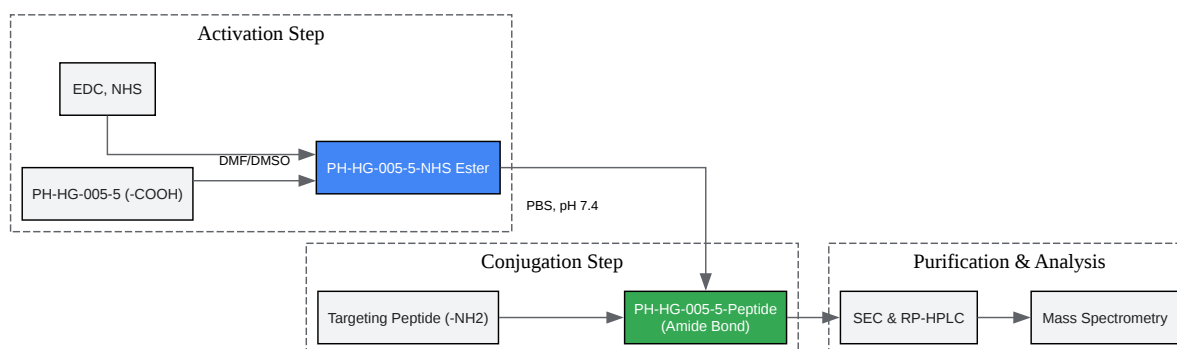 Activation Step
EDC, NHS
DMF/DMSO
PH-HG-005-5-NHS Ester
PH-HG-005-5 (-COOH)
PBS, pH 7.4
Conjugation Step
Targeting Peptide (-NH2)
PH-HG-005-5-Peptide
(Amide Bond)
Purification & Analysis
SEC & RP-HPLC
Mass Spectrometry